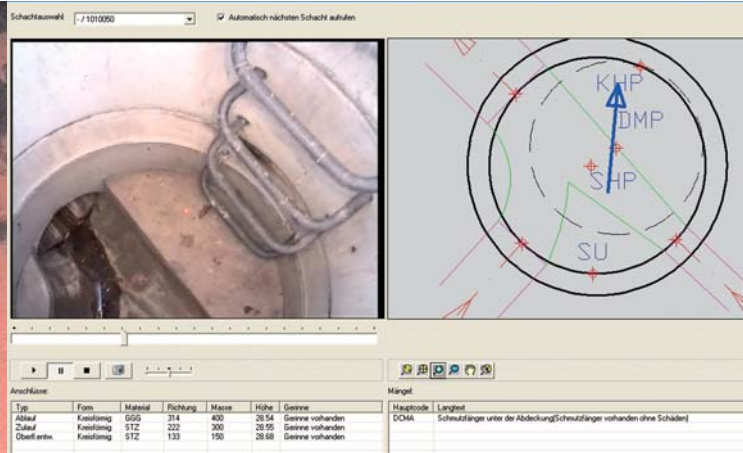 Schachtauswahl: - / 1010050 Automatisch nächsten Schacht aufrufen
KHP
DMP
SHP
SU
Anschlüsse:
Typ Form Material Richtung Masse Höhe Gerinne
Ablauf Kreisförmig GGG 314 400 28.54 Gerinne vorhanden
Zulauf Kreisförmig STZ 222 300 28.55 Gerinne vorhanden
Oberfl.entw. Kreisförmig STZ 133 150 28.68 Gerinne vorhanden
Mängel:
Hauptcode Langtext
DCMA Schmutzfänger unter der Abdeckung(Schmutzfänger vorhanden ohne Schäden)